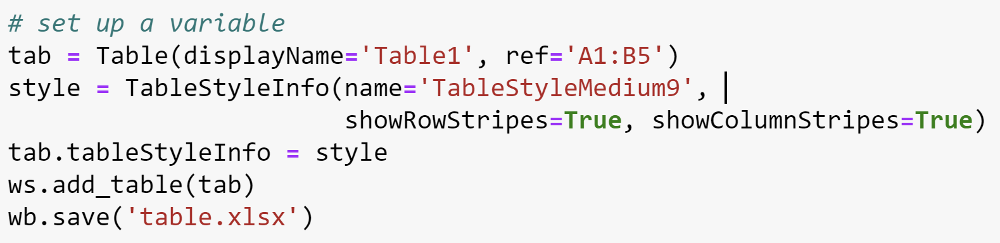 # set up a variable
tab = Table(displayName='Table1', ref='A1:B5')
style = TableStyleInfo(name='TableStyleMedium9',
showRowStripes=True, showColumnStripes=True)
tab.tableStyleInfo = style
ws.add_table(tab)
wb.save('table.xlsx')